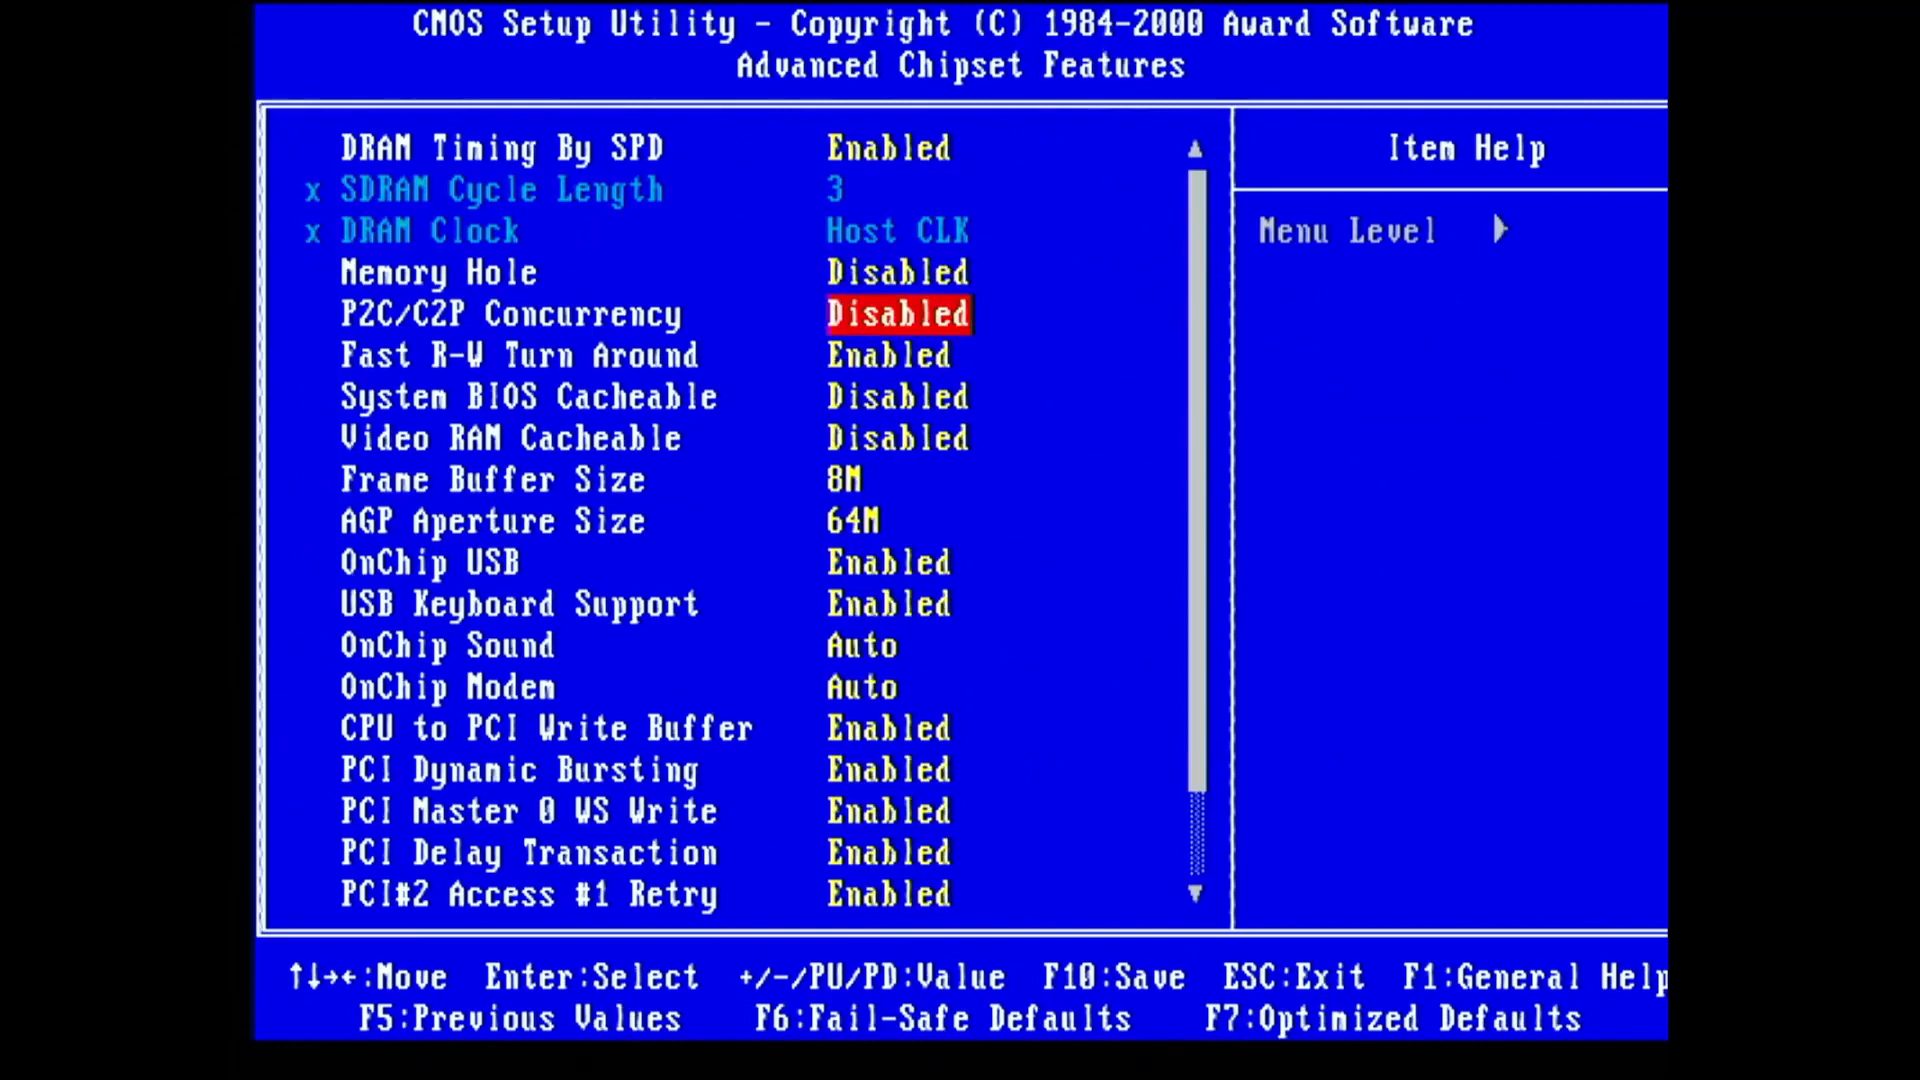 CMOS Setup Utility - Copyright (C) 1984-2000 Award Software
Advanced Chipset Features
DRAM Timing By SPD Enabled
x SDRAM Cycle Length 3
x DRAM Clock Host CLK
Memory Hole Disabled
P2C/C2P Concurrency Disabled
Fast R-W Turn Around Enabled
System BIOS Cacheable Disabled
Video RAM Cacheable Disabled
Frame Buffer Size 8M
AGP Aperture Size 64M
OnChip USB Enabled
USB Keyboard Support Enabled
OnChip Sound Auto
OnChip Modem Auto
CPU to PCI Write Buffer Enabled
PCI Dynamic Bursting Enabled
PCI Master 0 WS Write Enabled
PCI Delay Transaction Enabled
PCI#2 Access #1 Retry Enabled
Item Help
Menu Level
↑↓→←:Move Enter:Select +/-/PU/PD:Value F10:Save ESC:Exit F1:General Help
F5:Previous Values F6:Fail-Safe Defaults F7:Optimized Defaults